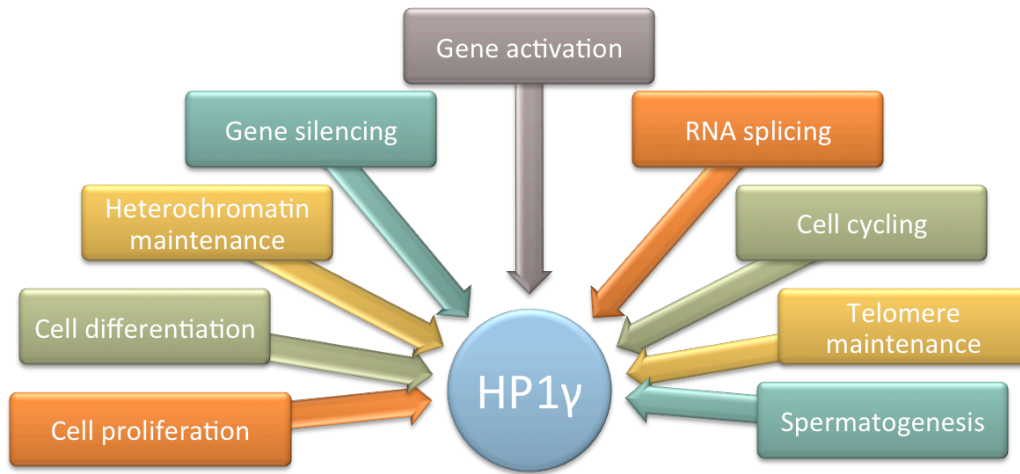 Gene activation
Gene silencing
RNA splicing
Heterochromatin
maintenance
Cell cycling
Cell differentiation
Telomere
maintenance
Cell proliferation
HP1γ
Spermatogenesis